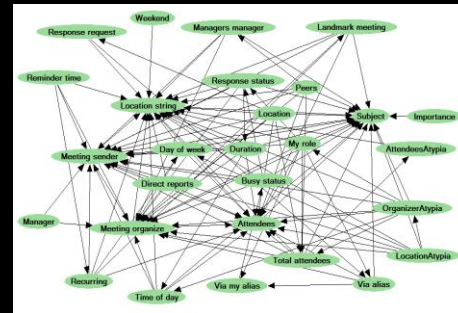 Weekend
Response request
Managers manager
Landmark meeting
Reminder time
Response status
Peers
Location string
Location
Subject
Importance
Meeting sender
Day of week
Duration
My role
AttendeesAtypia
Direct reports
Busy status
OrganizerAtypia
Manager
Meeting organize
Attendees
Total attendees
LocationAtypia
Recurring
Time of day
Via my alias
Via alias